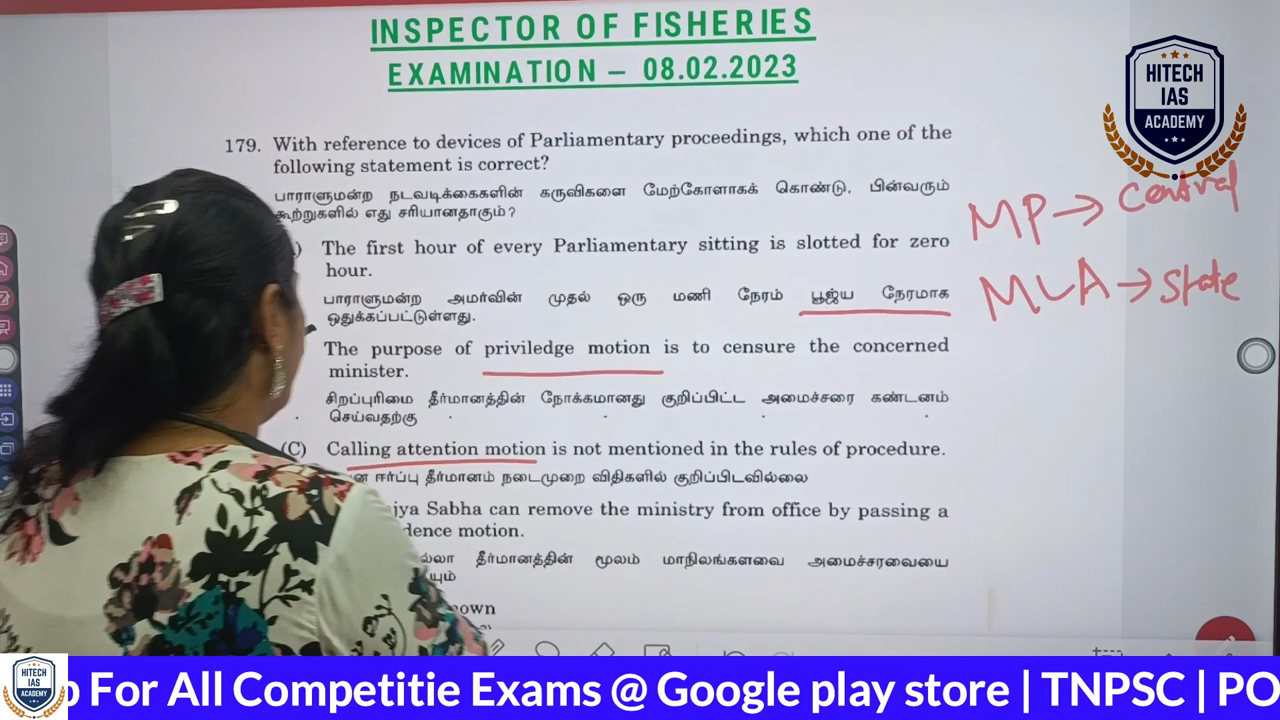 INSPECTOR OF FISHERIES
EXAMINATION – 08.02.2023
HITECH
IAS
ACADEMY
179. With reference to devices of Parliamentary proceedings, which one of the
following statement is correct?
பாராளுமன்ற நடவடிக்கைகளின் கருவிகளை மேற்கோளாகக் கொண்டு, பின்வரும்
கூற்றுகளில் எது சரியானதாகும்?
MP → Central
) The first hour of every Parliamentary sitting is slotted for zero
hour.
MLA → State
பாராளுமன்ற அமர்வின் முதல் ஒரு மணி நேரம் பூஜ்ய நேரமாக
ஒதுக்கப்பட்டுள்ளது.
The purpose of priviledge motion is to censure the concerned
minister.
சிறப்புரிமை தீர்மானத்தின் நோக்கமானது குறிப்பிட்ட அமைச்சரை கண்டனம்
செய்வதற்கு
(C) Calling attention motion is not mentioned in the rules of procedure.
ஈர்ப்பு தீர்மானம் நடைமுறை விதிகளில் குறிப்பிடவில்லை
Sabha can remove the ministry from office by passing a
motion.
தீர்மானத்தின் மூலம் மாநிலங்களவை அமைச்சரவையை
HITECH
IAS
ACADEMY
p For All Competitie Exams @ Google play store | TNPSC | PO